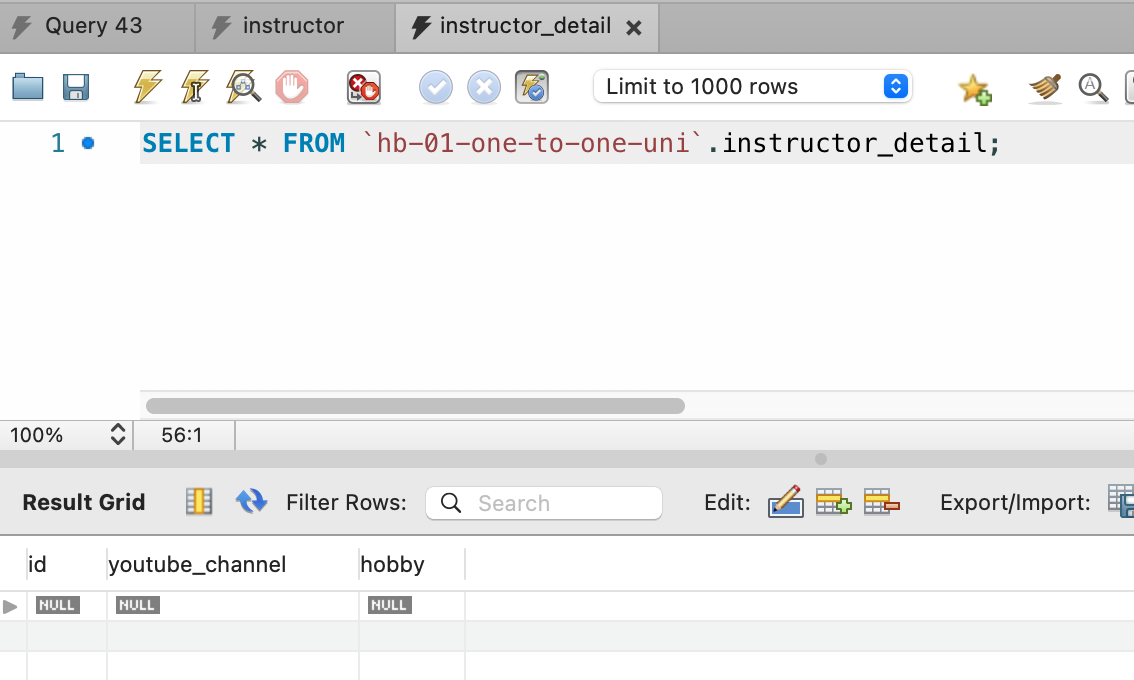 Query 43 instructor instructor_detail
Limit to 1000 rows
1 SELECT * FROM `hb-01-one-to-one-uni`.instructor_detail;
100% 56:1
Result Grid Filter Rows: Search Edit: Export/Import:
id youtube_channel hobby
NULL NULL NULL